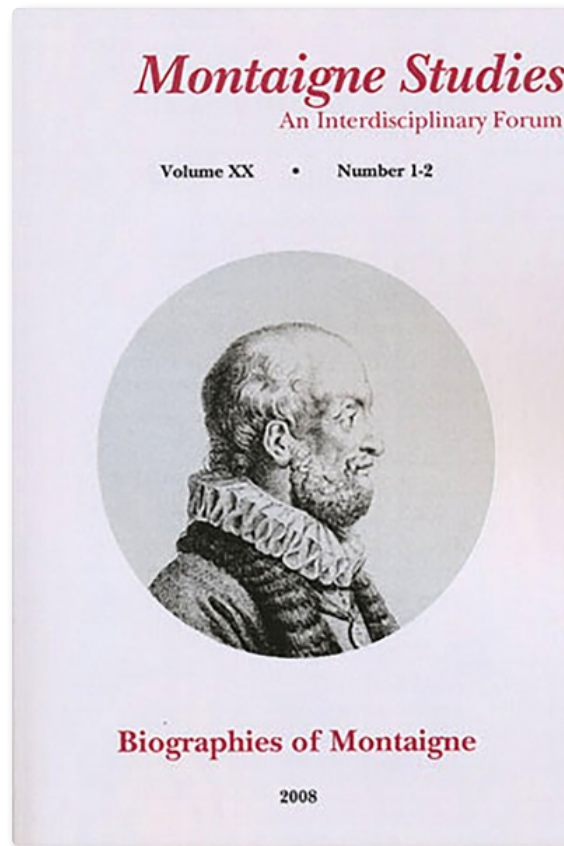 Montaigne Studies
An Interdisciplinary Forum
Volume XX • Number 1-2
Biographies of Montaigne
2008